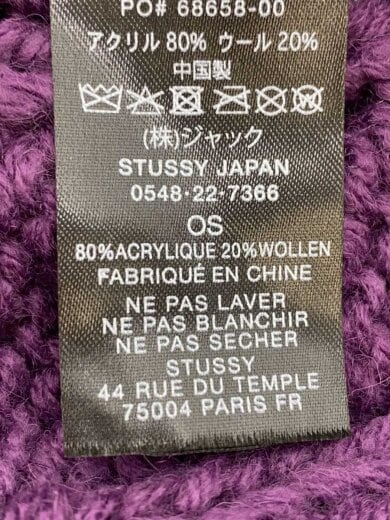 PO# 68658-00
アクリル 80% ウール 20%
中国製
(株)ジャック
STUSSY JAPAN
0548-22-7366
OS
80%ACRYLIQUE 20%WOLLEN
FABRIQUÉ EN CHINE
NE PAS LAVER
NE PAS BLANCHIR
NE PAS SECHER
STUSSY
44 RUE DU TEMPLE
75004 PARIS FR